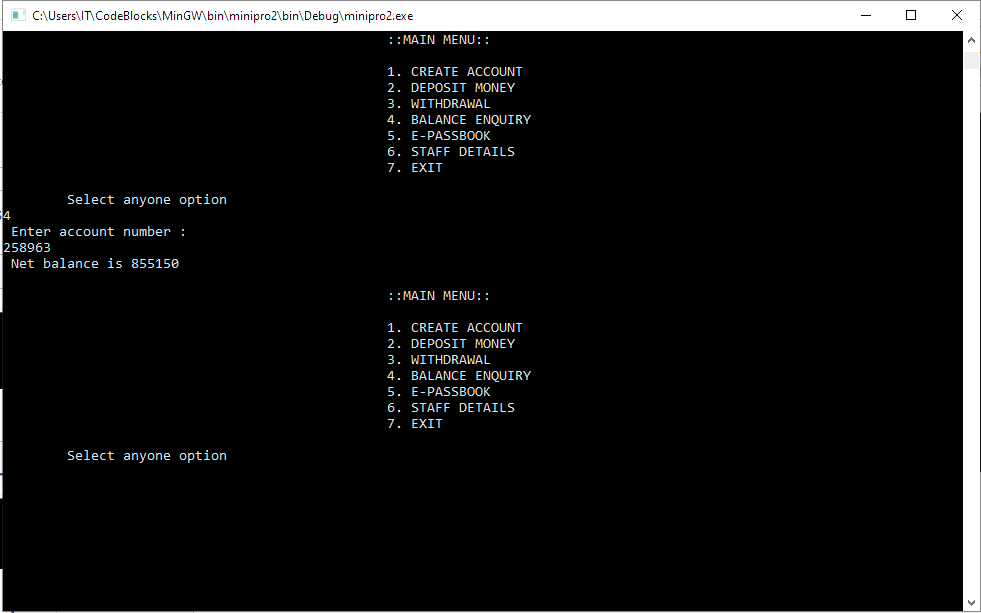 C:\Users\IT\CodeBlocks\MinGW\bin\minipro2\bin\Debug\minipro2.exe
::MAIN MENU::
1. CREATE ACCOUNT
2. DEPOSIT MONEY
3. WITHDRAWAL
4. BALANCE ENQUIRY
5. E-PASSBOOK
6. STAFF DETAILS
7. EXIT
Select anyone option
4
Enter account number :
258963
Net balance is 855150
::MAIN MENU::
1. CREATE ACCOUNT
2. DEPOSIT MONEY
3. WITHDRAWAL
4. BALANCE ENQUIRY
5. E-PASSBOOK
6. STAFF DETAILS
7. EXIT
Select anyone option